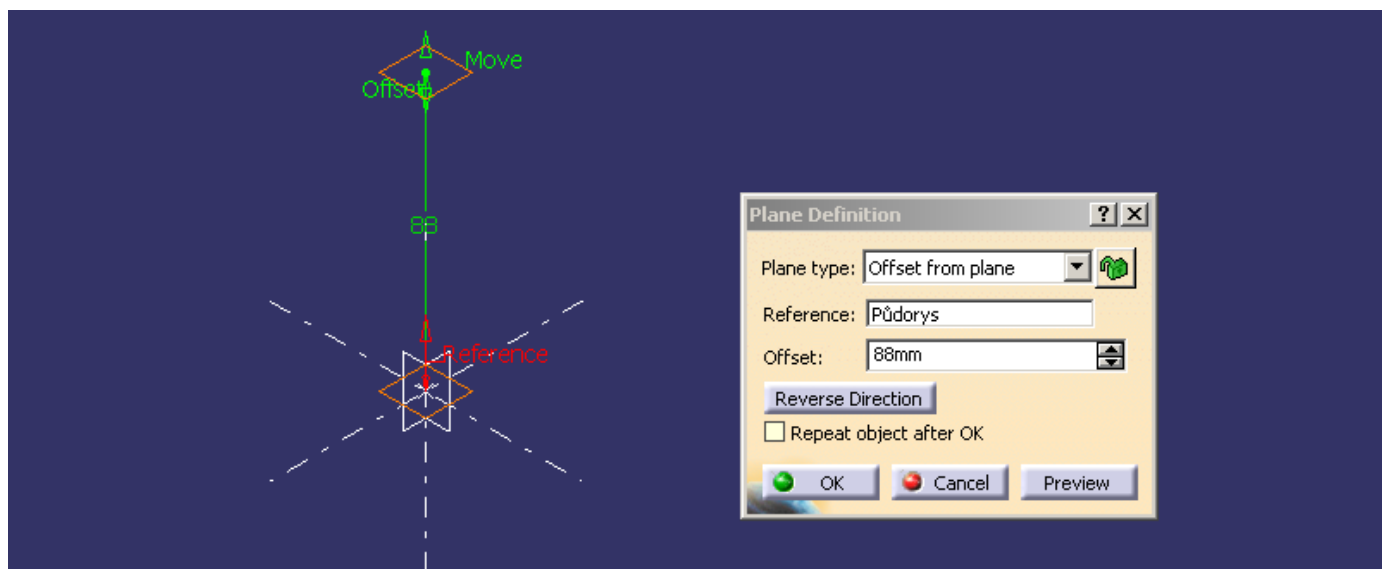 Move
Offset
88
Reference
Plane Definition
Plane type: Offset from plane
Reference: Půdorys
Offset: 88mm
Reverse Direction
Repeat object after OK
OK Cancel Preview